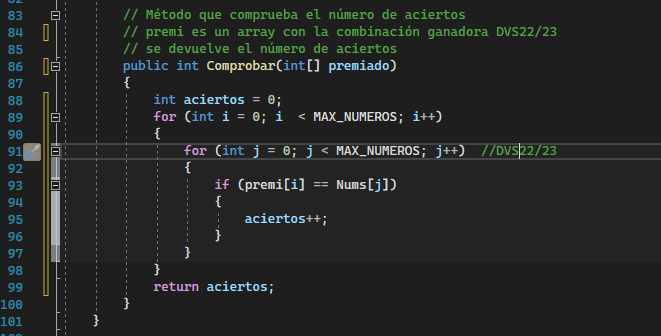 83 // Método que comprueba el número de aciertos
84 // premi es un array con la combinación ganadora DVS22/23
85 // se devuelve el número de aciertos
86 public int Comprobar(int[] premiado)
87 {
88 int aciertos = 0;
89 for (int i = 0; i < MAX_NUMEROS; i++)
90 {
91 for (int j = 0; j < MAX_NUMEROS; j++) //DVS22/23
92 {
93 if (premi[i] == Nums[j])
94 {
95 aciertos++;
96 }
97 }
98 }
99 return aciertos;
100 }
101 }